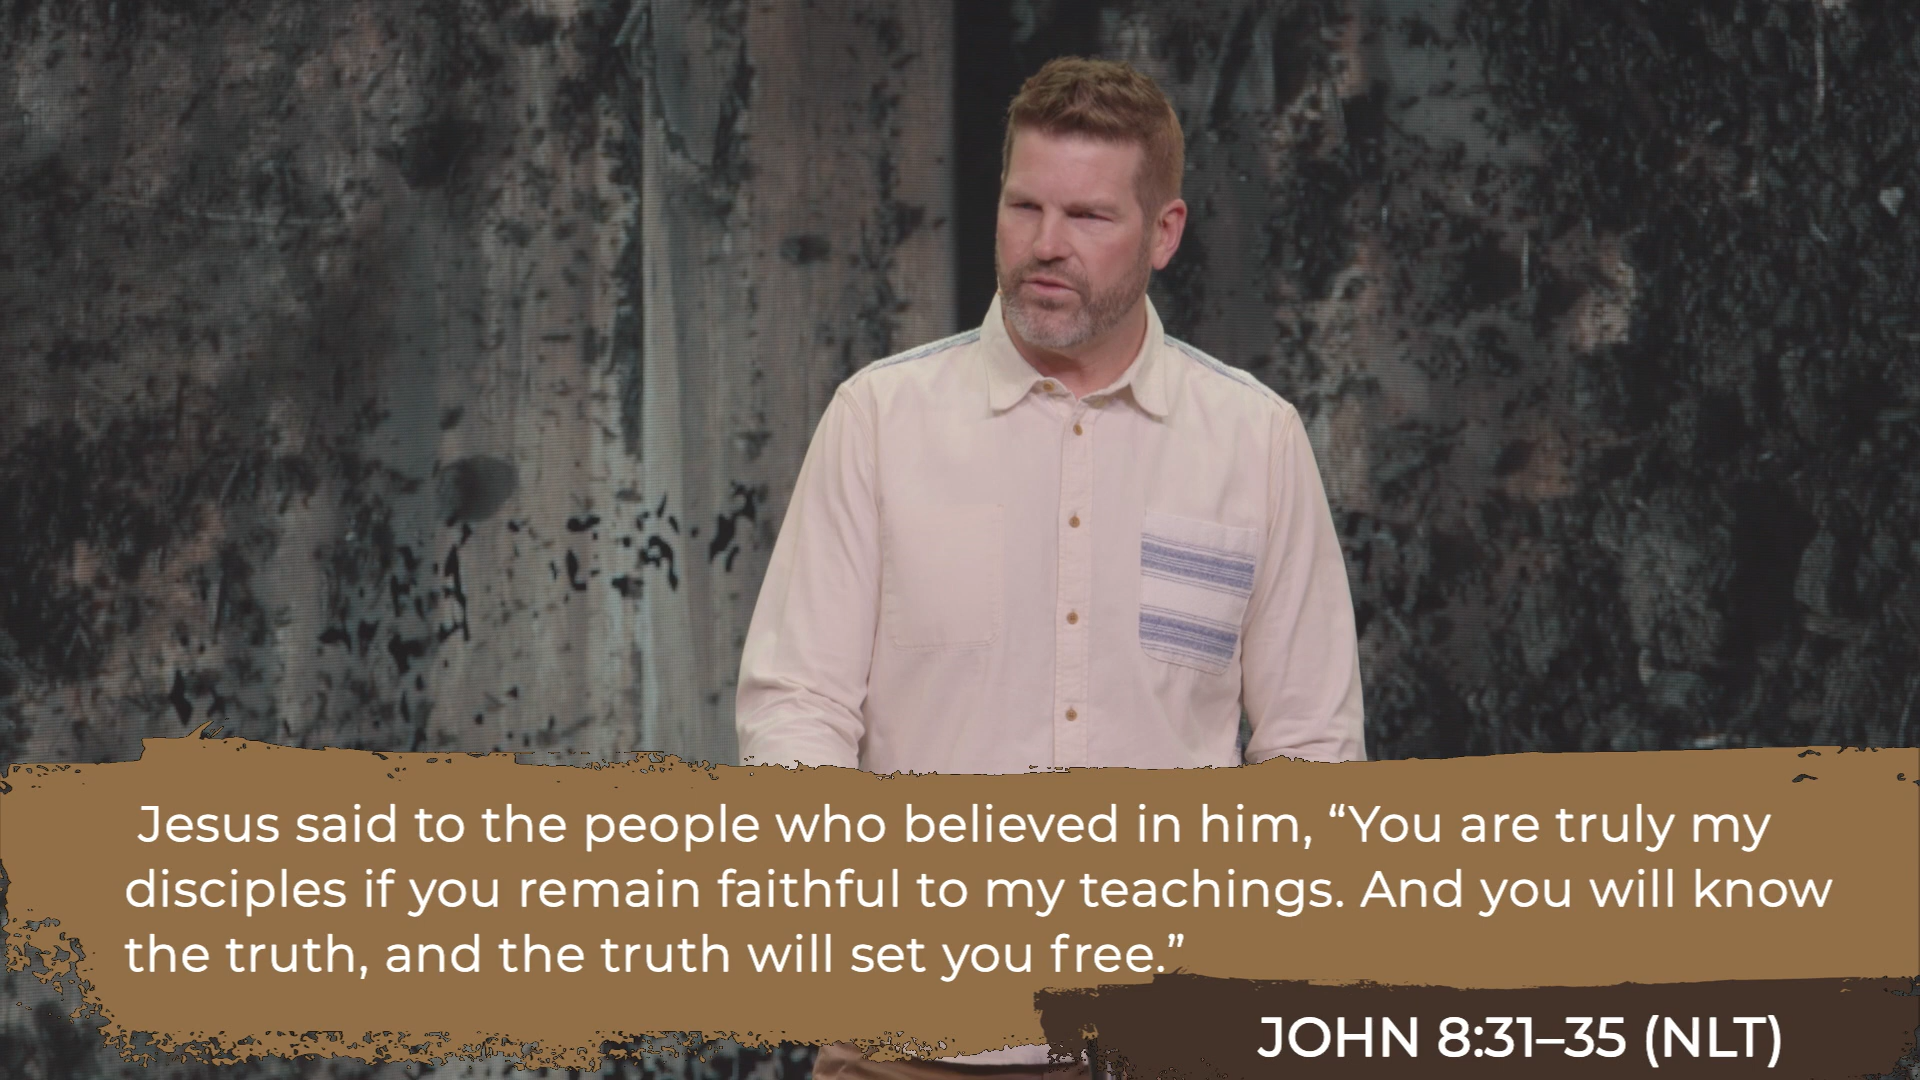 Jesus said to the people who believed in him, “You are truly my
disciples if you remain faithful to my teachings. And you will know
the truth, and the truth will set you free.”
JOHN 8:31–35 (NLT)